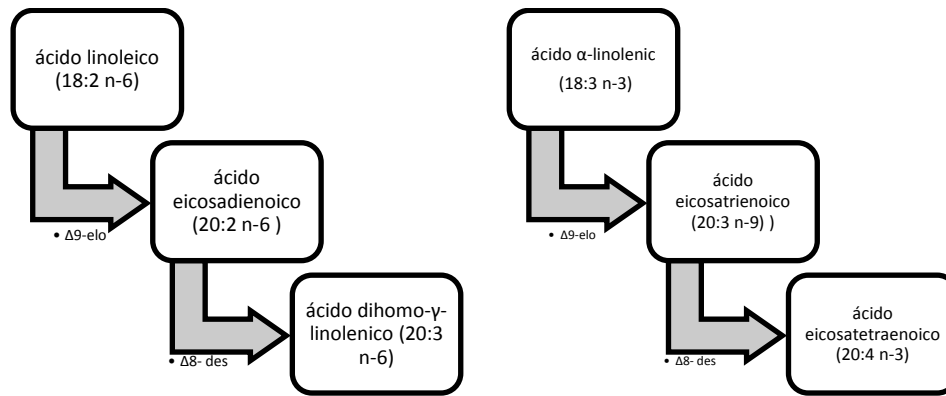 ácido linoleico
(18:2 n-6)
• Δ9-elo
ácido
eicosadienoico
(20:2 n-6 )
• Δ8- des
ácido dihomo-γ-
linolenico (20:3
n-6)
ácido α-linolenic
(18:3 n-3)
• Δ9-elo
ácido
eicosatrienoico
(20:3 n-9) )
• Δ8- des
ácido
eicosatetraenoico
(20:4 n-3)